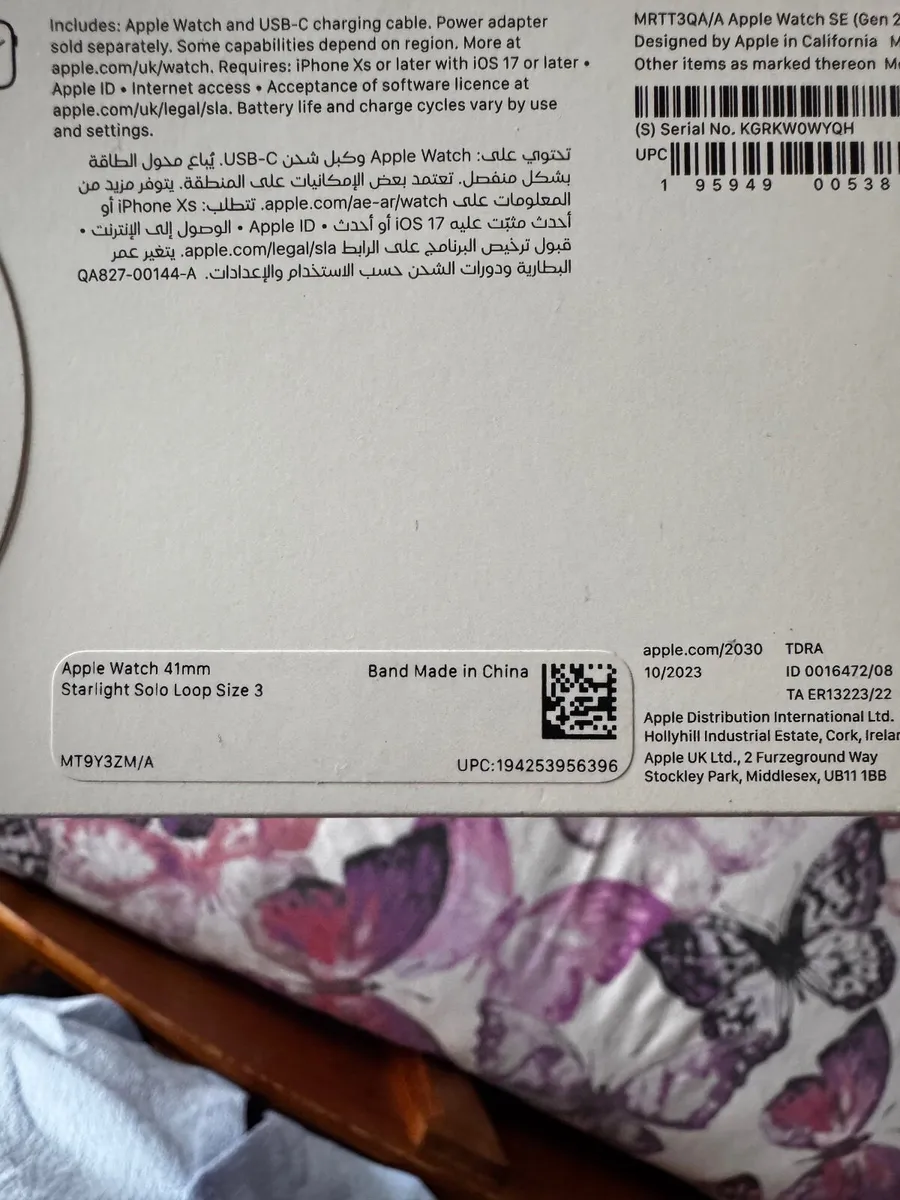 Includes: Apple Watch and USB-C charging cable. Power adapter
sold separately. Some capabilities depend on region. More at
apple.com/uk/watch. Requires: iPhone Xs or later with iOS 17 or later •
Apple ID • Internet access • Acceptance of software licence at
apple.com/uk/legal/sla. Battery life and charge cycles vary by use
and settings.
تحتوي على: Apple Watch وكبل شحن USB-C. يُباع محول الطاقة
بشكل منفصل. تعتمد بعض الإمكانيات على المنطقة. يتوفر مزيد من
المعلومات على apple.com/ae-ar/watch. تتطلب: iPhone Xs أو
أحدث مثبّت عليه iOS 17 أو أحدث • Apple ID • الوصول إلى الإنترنت •
قبول ترخيص البرنامج على الرابط apple.com/legal/sla. يتغير عمر
البطارية ودورات الشحن حسب الاستخدام والإعدادات. QA827-00144-A
MRTT3QA/A Apple Watch SE (Gen 2
Designed by Apple in California
Other items as marked thereon
(S) Serial No. KGRKW0WYQH
UPC
1 95949 00538
Apple Watch 41mm
Starlight Solo Loop Size 3
Band Made in China
MT9Y3ZM/A
UPC:194253956396
apple.com/2030 TDRA
10/2023 ID 0016472/08
TA ER13223/22
Apple Distribution International Ltd.
Hollyhill Industrial Estate, Cork, Irelan
Apple UK Ltd., 2 Furzeground Way
Stockley Park, Middlesex, UB11 1BB